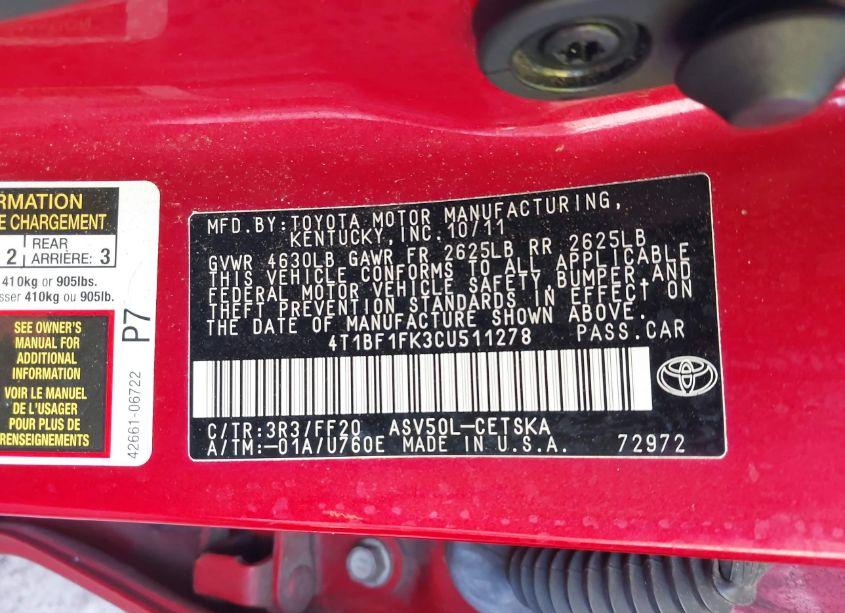 RMATION
E CHARGEMENT
2 REAR ARRIÈRE: 3
410kg or 905lbs.
sser 410kg ou 905lb.
SEE OWNER'S
MANUAL FOR
ADDITIONAL
INFORMATION
VOIR LE MANUEL
DE L'USAGER
POUR PLUS DE
RENSEIGNEMENTS
P7
42661-06722
MFD.BY:TOYOTA MOTOR MANUFACTURING,
KENTUCKY,INC.10/11
GVWR 4630LB GAWR FR 2625LB RR 2625LB
THIS VEHICLE CONFORMS TO ALL APPLICABLE
FEDERAL MOTOR VEHICLE SAFETY,BUMPER,AND
THEFT PREVENTION STANDARDS IN EFFECT ON
THE DATE OF MANUFACTURE SHOWN ABOVE.
4T1BF1FK3CU511278 PASS.CAR
C/TR:3R3/FF20 ASV50L-CETSKA
A/TM:-01A/U760E MADE IN U.S.A. 72972